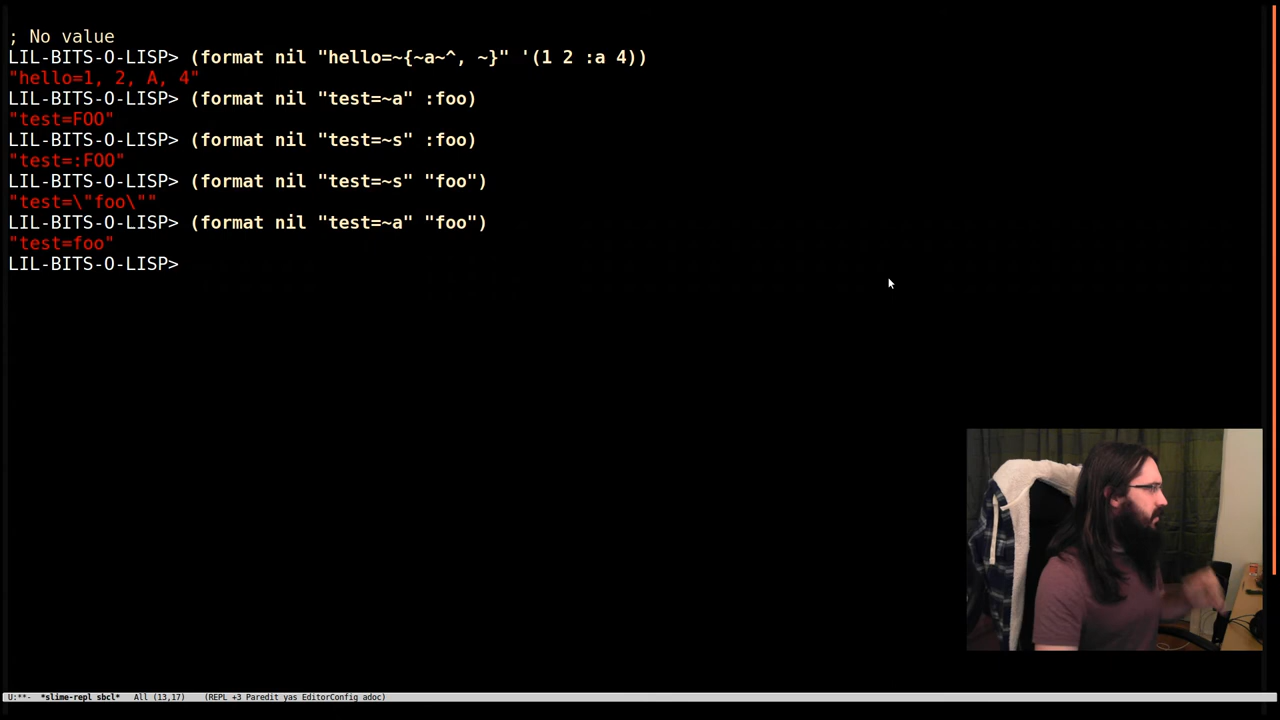 ; No value
LIL-BITS-O-LISP> (format nil "hello=~{~a~^, ~}" '(1 2 :a 4))
"hello=1, 2, A, 4"
LIL-BITS-O-LISP> (format nil "test=~a" :foo)
"test=FOO"
LIL-BITS-O-LISP> (format nil "test=~s" :foo)
"test=:FOO"
LIL-BITS-O-LISP> (format nil "test=~s" "foo")
"test=\"foo\""
LIL-BITS-O-LISP> (format nil "test=~a" "foo")
"test=foo"
LIL-BITS-O-LISP>
U:**- *slime-repl sbcl* All (13,17) (REPL +3 Paredit yas EditorConfig adoc)